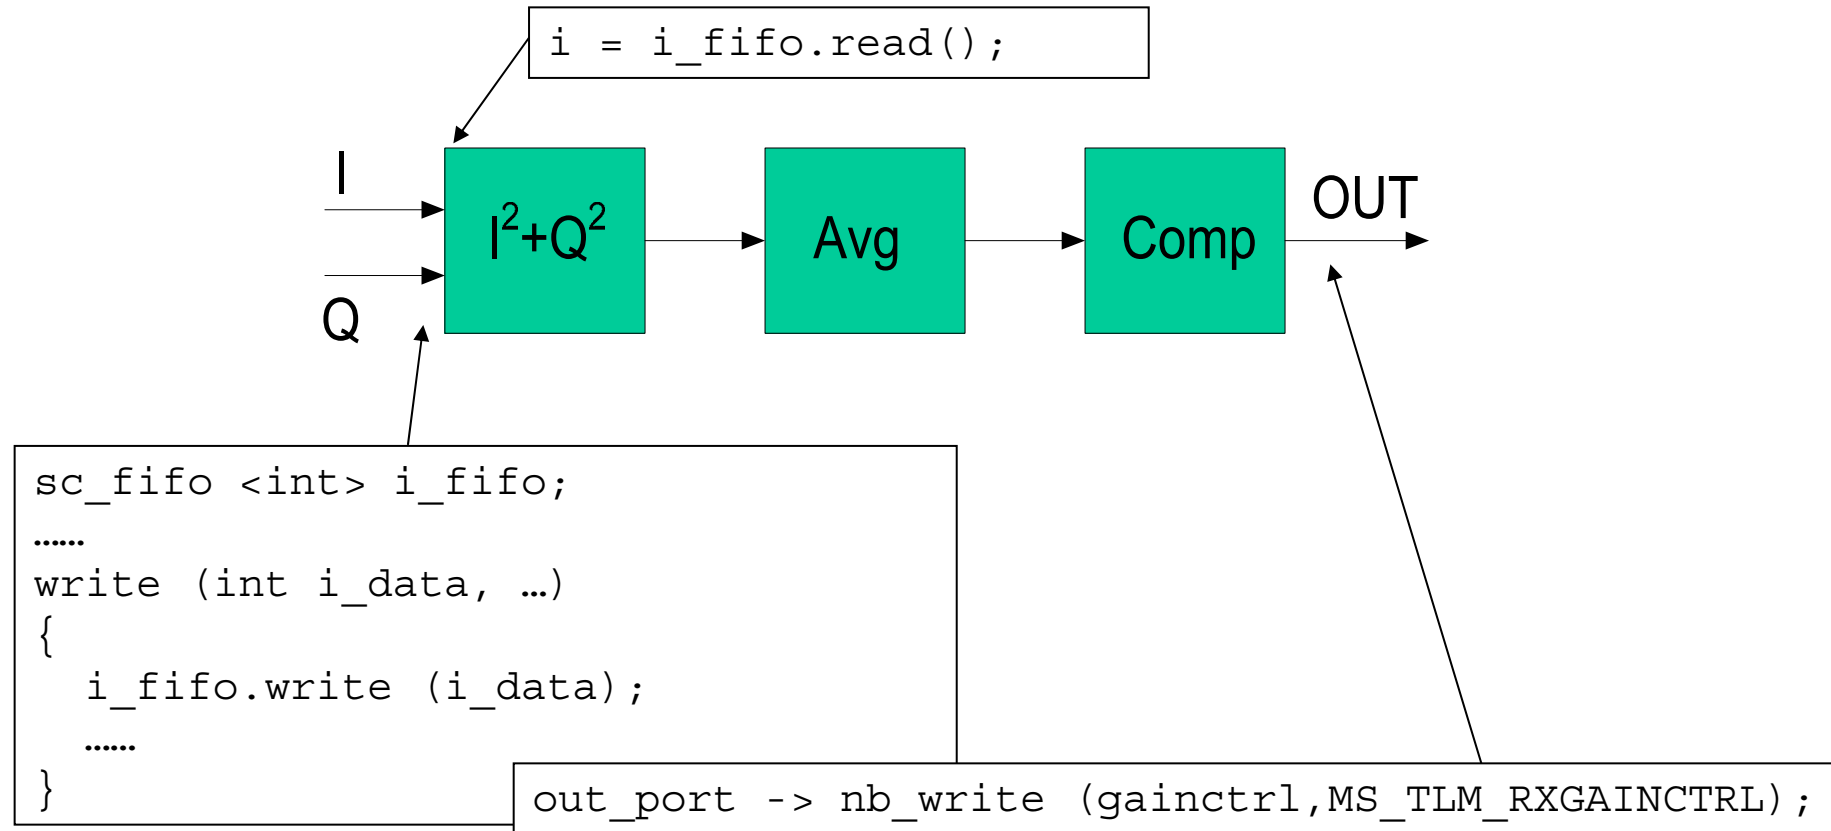 i = i_fifo.read();
I
I²+Q²
Avg
Comp
OUT
Q
sc_fifo <int> i_fifo;
……
write (int i_data, …)
{
i_fifo.write (i_data);
……
}
out_port -> nb_write (gainctrl,MS_TLM_RXGAINCTRL);